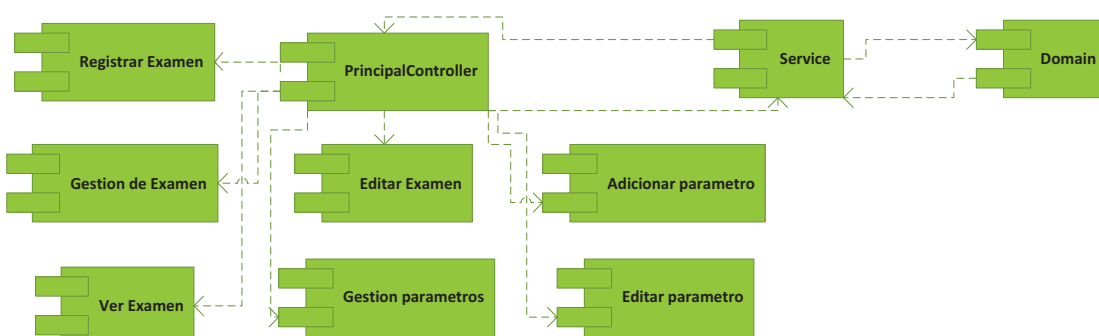 Registrar Examen
PrincipalController
Service
Domain
Gestion de Examen
Editar Examen
Adicionar parametro
Ver Examen
Gestion parametros
Editar parametro